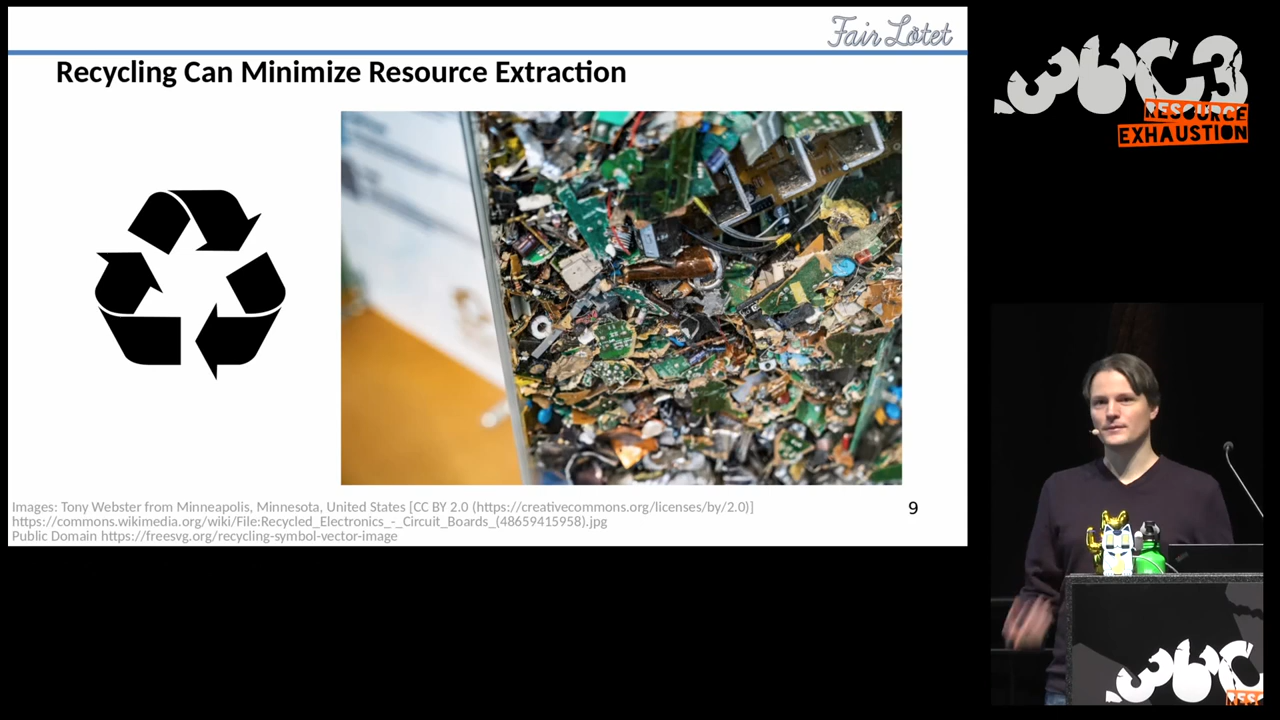 Fair Lötet
Recycling Can Minimize Resource Extraction
Images: Tony Webster from Minneapolis, Minnesota, United States [CC BY 2.0 (https://creativecommons.org/licenses/by/2.0)]
https://commons.wikimedia.org/wiki/File:Recycled_Electronics_-_Circuit_Boards_(48659415958).jpg
Public Domain https://freesvg.org/recycling-symbol-vector-image
9
36C3
RESOURCE
EXHAUSTION
36C
RESO